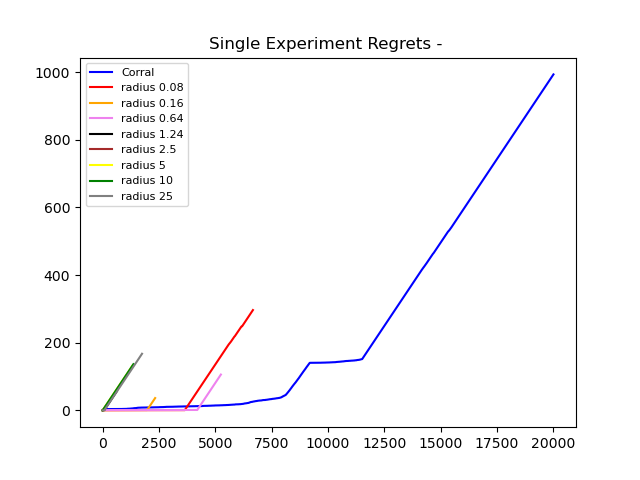 Single Experiment Regrets -
1000
800
600
400
200
0
Corral
radius 0.08
radius 0.16
radius 0.64
radius 1.24
radius 2.5
radius 5
radius 10
radius 25
0 2500 5000 7500 10000 12500 15000 17500 20000